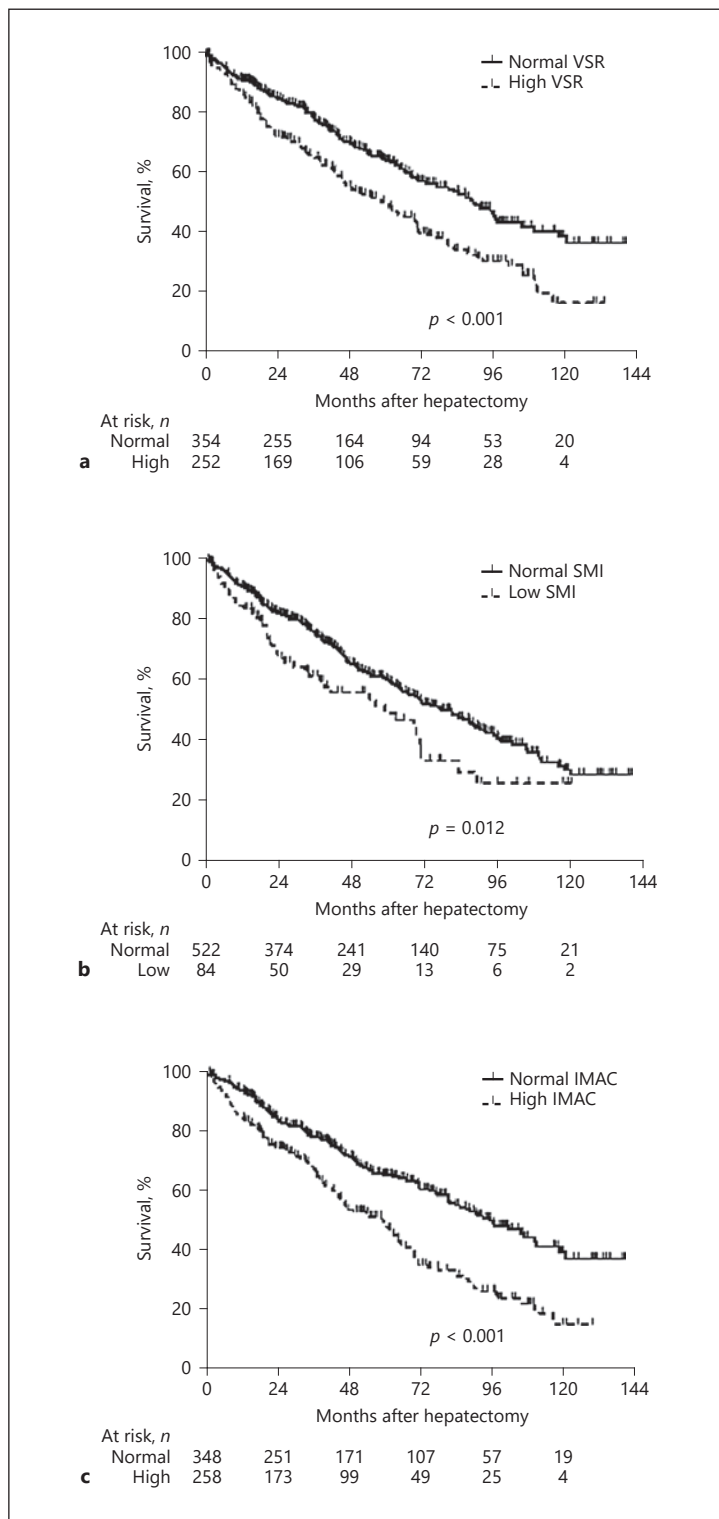 Normal VSR
High VSR
100
80
60
40
20
0
Survival, %
p < 0.001
0 24 48 72 96 120 144
Months after hepatectomy
At risk, n
Normal 354 255 164 94 53 20
a High 252 169 106 59 28 4
Normal SMI
Low SMI
100
80
60
40
20
0
Survival, %
p = 0.012
0 24 48 72 96 120 144
Months after hepatectomy
At risk, n
Normal 522 374 241 140 75 21
b Low 84 50 29 13 6 2
Normal IMAC
High IMAC
100
80
60
40
20
0
Survival, %
p < 0.001
0 24 48 72 96 120 144
Months after hepatectomy
At risk, n
Normal 348 251 171 107 57 19
c High 258 173 99 49 25 4